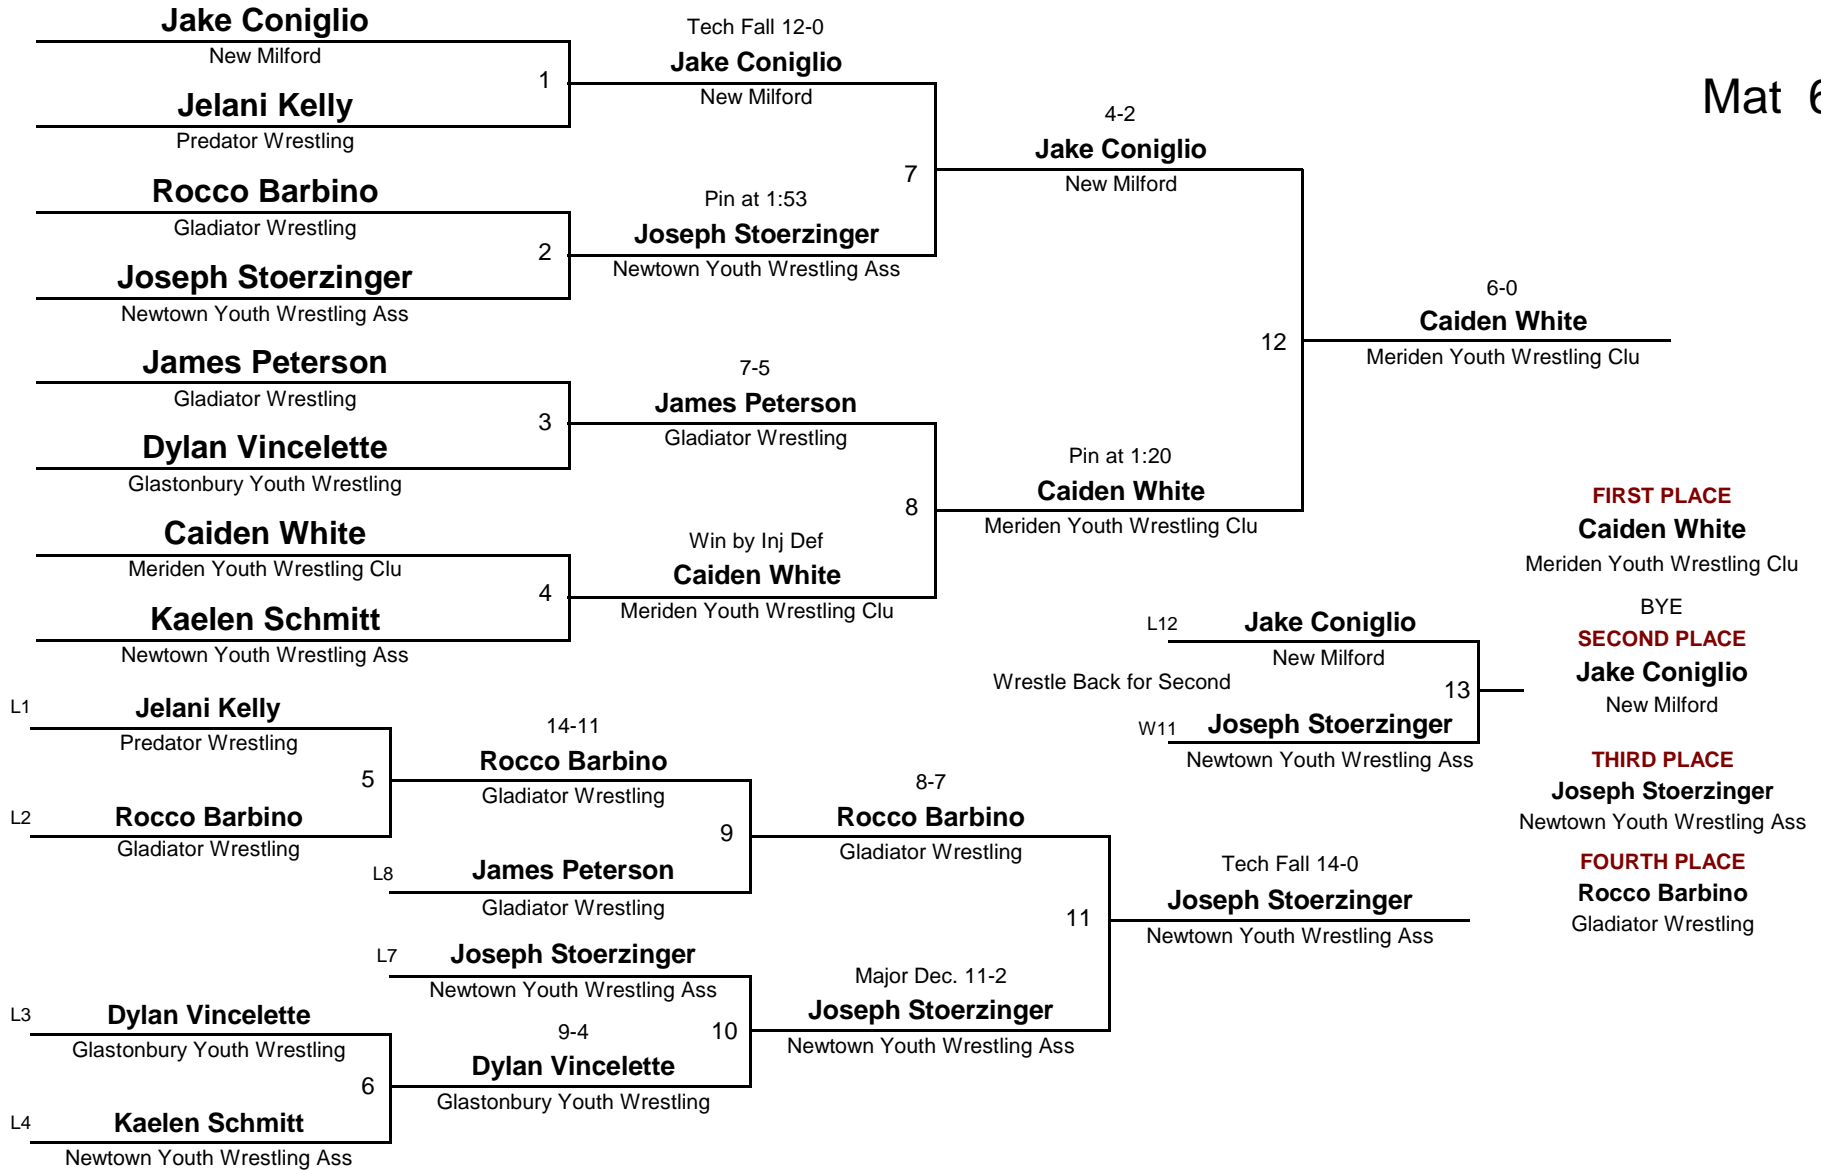 Jake Coniglio
New Milford
1
Jelani Kelly
Predator Wrestling
Rocco Barbino
Gladiator Wrestling
2
Joseph Stoerzinger
Newtown Youth Wrestling Ass
James Peterson
Gladiator Wrestling
3
Dylan Vincelette
Glastonbury Youth Wrestling
Caiden White
Meriden Youth Wrestling Clu
4
Kaelen Schmitt
Newtown Youth Wrestling Ass
Tech Fall 12-0
Jake Coniglio
New Milford
7
Pin at 1:53
Joseph Stoerzinger
Newtown Youth Wrestling Ass
7-5
James Peterson
Gladiator Wrestling
8
Win by Inj Def
Caiden White
Meriden Youth Wrestling Clu
4-2
Jake Coniglio
New Milford
12
Pin at 1:20
Caiden White
Meriden Youth Wrestling Clu
Mat 6
6-0
Caiden White
Meriden Youth Wrestling Clu
L1 Jelani Kelly
Predator Wrestling
5
L2 Rocco Barbino
Gladiator Wrestling
L3 Dylan Vincelette
Glastonbury Youth Wrestling
6
L4 Kaelen Schmitt
Newtown Youth Wrestling Ass
14-11
Rocco Barbino
Gladiator Wrestling
9
L8 James Peterson
Gladiator Wrestling
L7 Joseph Stoerzinger
Newtown Youth Wrestling Ass
10
9-4
Dylan Vincelette
Glastonbury Youth Wrestling
8-7
Rocco Barbino
Gladiator Wrestling
11
Major Dec. 11-2
Joseph Stoerzinger
Newtown Youth Wrestling Ass
Tech Fall 14-0
Joseph Stoerzinger
Newtown Youth Wrestling Ass
L12 Jake Coniglio
New Milford
Wrestle Back for Second
13
W11 Joseph Stoerzinger
Newtown Youth Wrestling Ass
FIRST PLACE
Caiden White
Meriden Youth Wrestling Clu
BYE
SECOND PLACE
Jake Coniglio
New Milford
THIRD PLACE
Joseph Stoerzinger
Newtown Youth Wrestling Ass
FOURTH PLACE
Rocco Barbino
Gladiator Wrestling